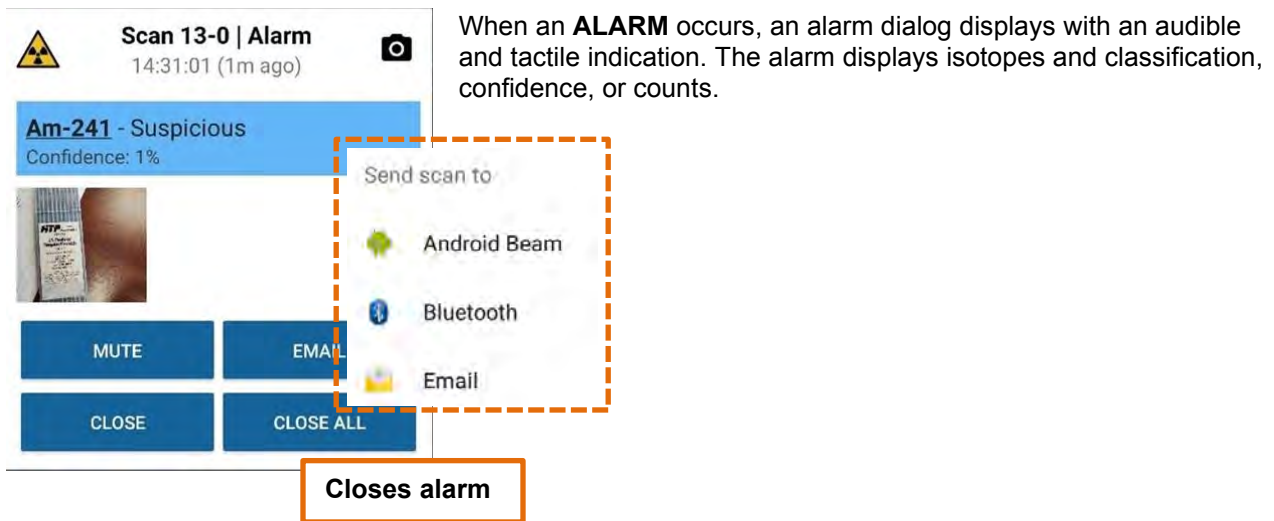 Scan 13-0 | Alarm
14:31:01 (1m ago)
When an ALARM occurs, an alarm dialog displays with an audible
and tactile indication. The alarm displays isotopes and classification,
confidence, or counts.
Am-241 - Suspicious
Confidence: 1%
HTP
Send scan to
Android Beam
Bluetooth
Email
MUTE
EMAIL
CLOSE
CLOSE ALL
Closes alarm